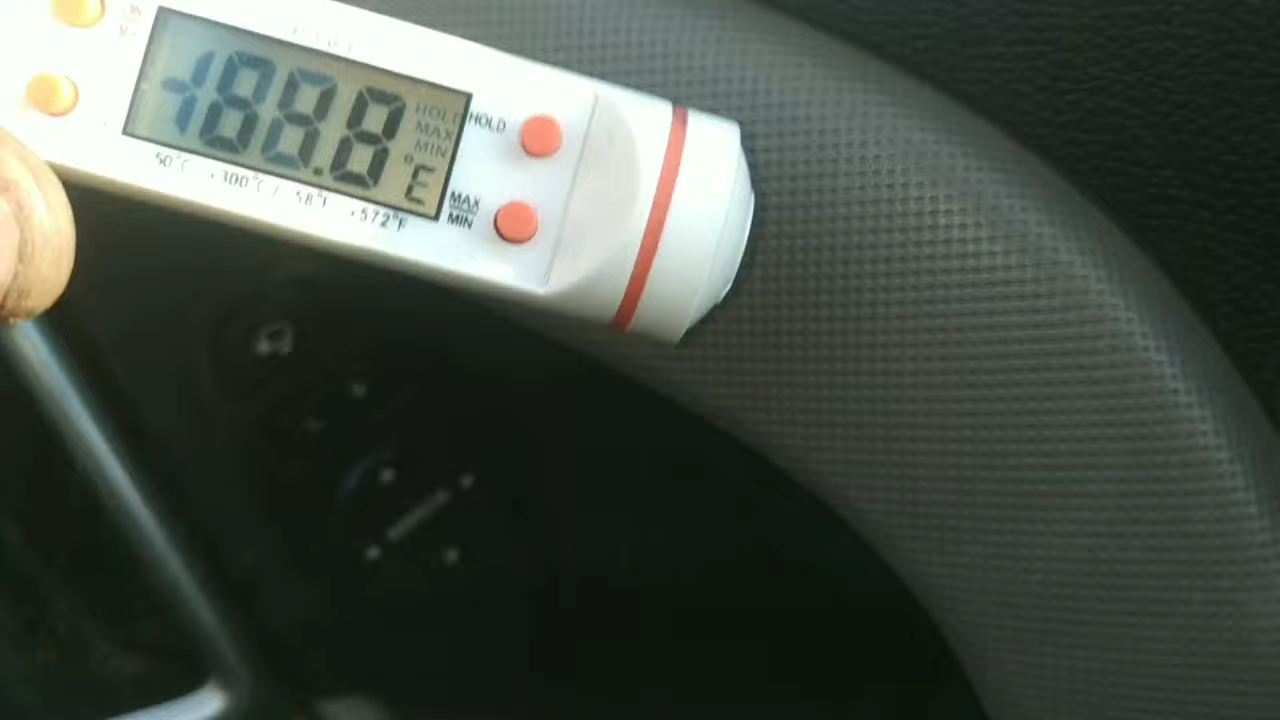 -188.8
HOLD
MAX
MIN
°E
HOLD
MAX
MIN
50°C
300°C/
58°F
572°F